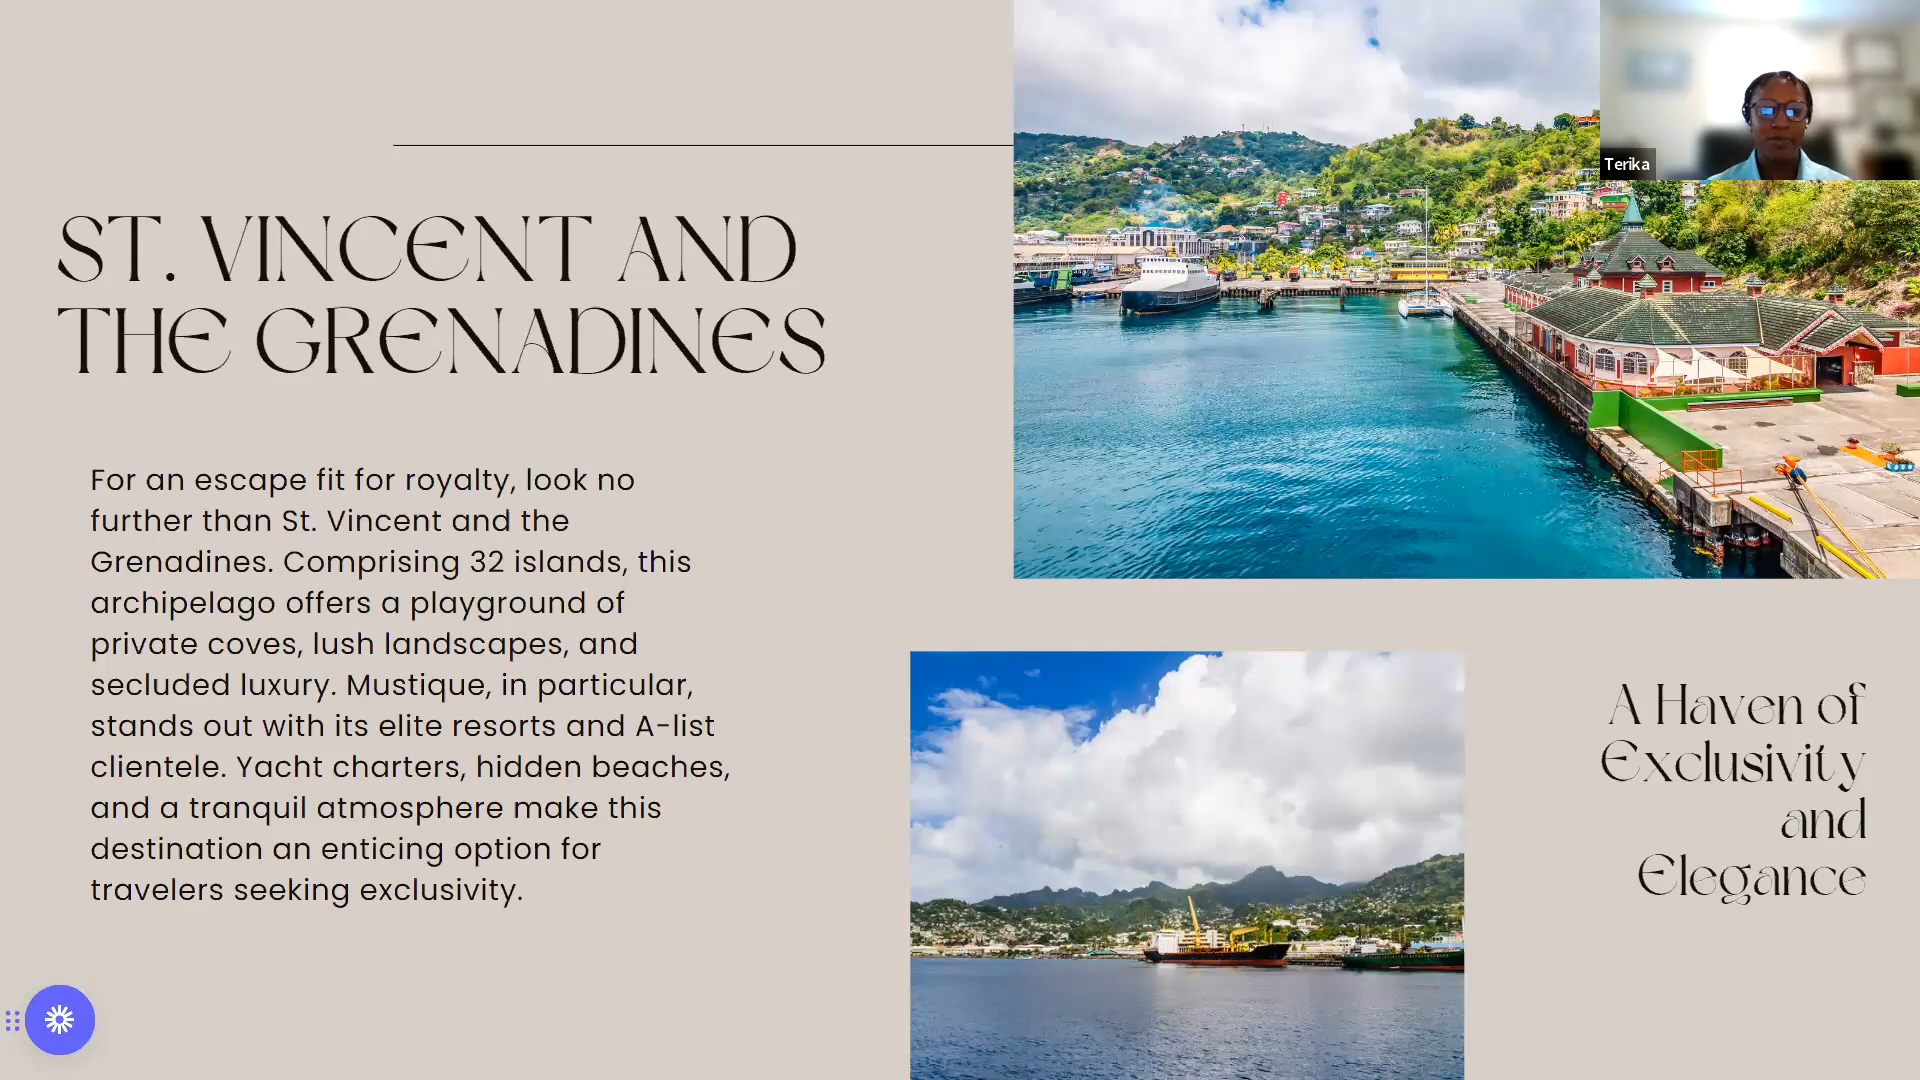 ST. VINCENT AND
THE GRENADINES
For an escape fit for royalty, look no
further than St. Vincent and the
Grenadines. Comprising 32 islands, this
archipelago offers a playground of
private coves, lush landscapes, and
secluded luxury. Mustique, in particular,
stands out with its elite resorts and A-list
clientele. Yacht charters, hidden beaches,
and a tranquil atmosphere make this
destination an enticing option for
travelers seeking exclusivity.
Terika
A Haven of
Exclusivity
and
Elegance